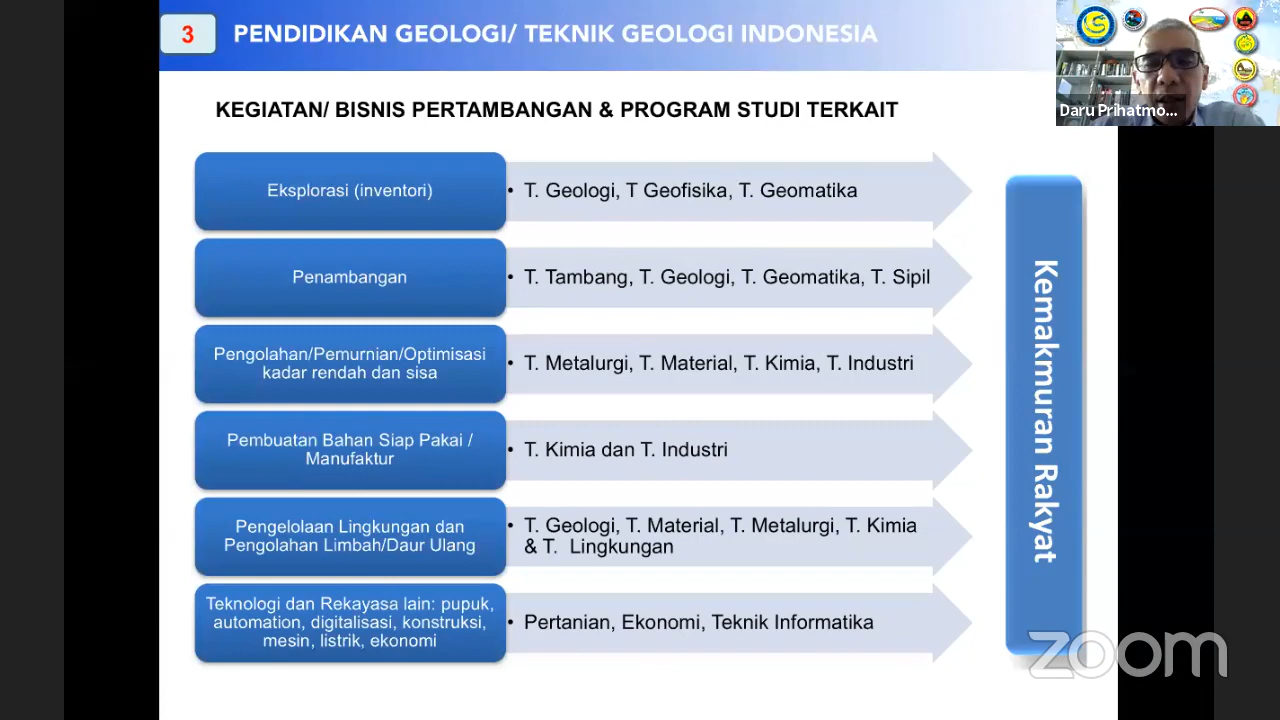 3
PENDIDIKAN GEOLOGI/ TEKNIK GEOLOGI INDONESIA
Daru Prihatmo...
KEGIATAN/ BISNIS PERTAMBANGAN & PROGRAM STUDI TERKAIT
Eksplorasi (inventori)
• T. Geologi, T Geofisika, T. Geomatika
Penambangan
• T. Tambang, T. Geologi, T. Geomatika, T. Sipil
Pengolahan/Pemurnian/Optimisasi
kadar rendah dan sisa
• T. Metalurgi, T. Material, T. Kimia, T. Industri
Pembuatan Bahan Siap Pakai /
Manufaktur
• T. Kimia dan T. Industri
Pengelolaan Lingkungan dan
Pengolahan Limbah/Daur Ulang
• T. Geologi, T. Material, T. Metalurgi, T. Kimia
& T.  Lingkungan
Teknologi dan Rekayasa lain: pupuk,
automation, digitalisasi, konstruksi,
mesin, listrik, ekonomi
• Pertanian, Ekonomi, Teknik Informatika
Kemakmuran Rakyat
zoom